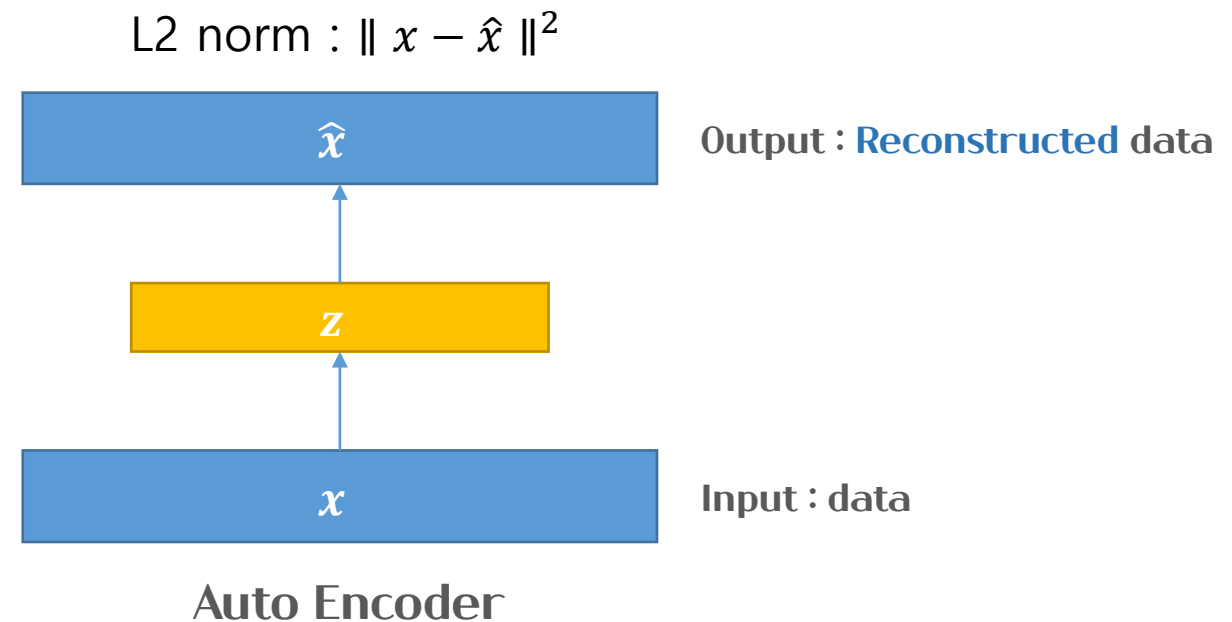 L2 norm : ‖ 𝑥 − 𝑥̂ ‖²
𝒙̂
Output : Reconstructed data
𝒛
𝒙
Input : data
Auto Encoder